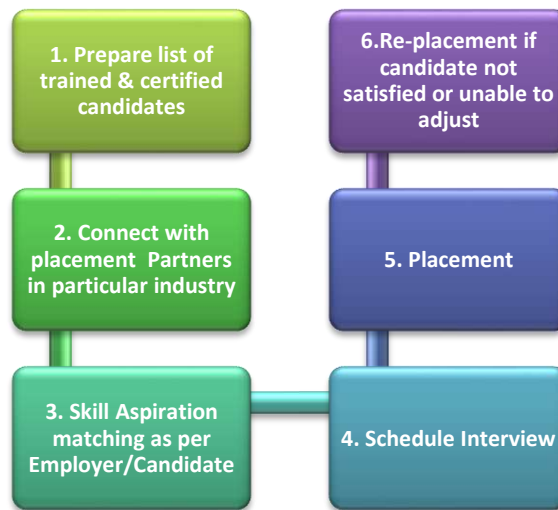 1. Prepare list of
trained & certified
candidates
2. Connect with
placement Partners
in particular industry
3. Skill Aspiration
matching as per
Employer/Candidate
4. Schedule Interview
5. Placement
6.Re-placement if
candidate not
satisfied or unable to
adjust